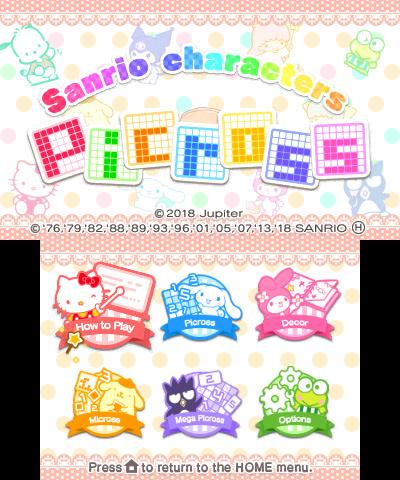 Sanrio characters
Picross
©2018 Jupiter
©'76,'79,'82,'88,'89,'93,'96,'01,'05,'07,'13,'18 SANRIO Ⓗ
How to Play
Picross
Decor
Micross
Mega Picross
Options
Press to return to the HOME menu.